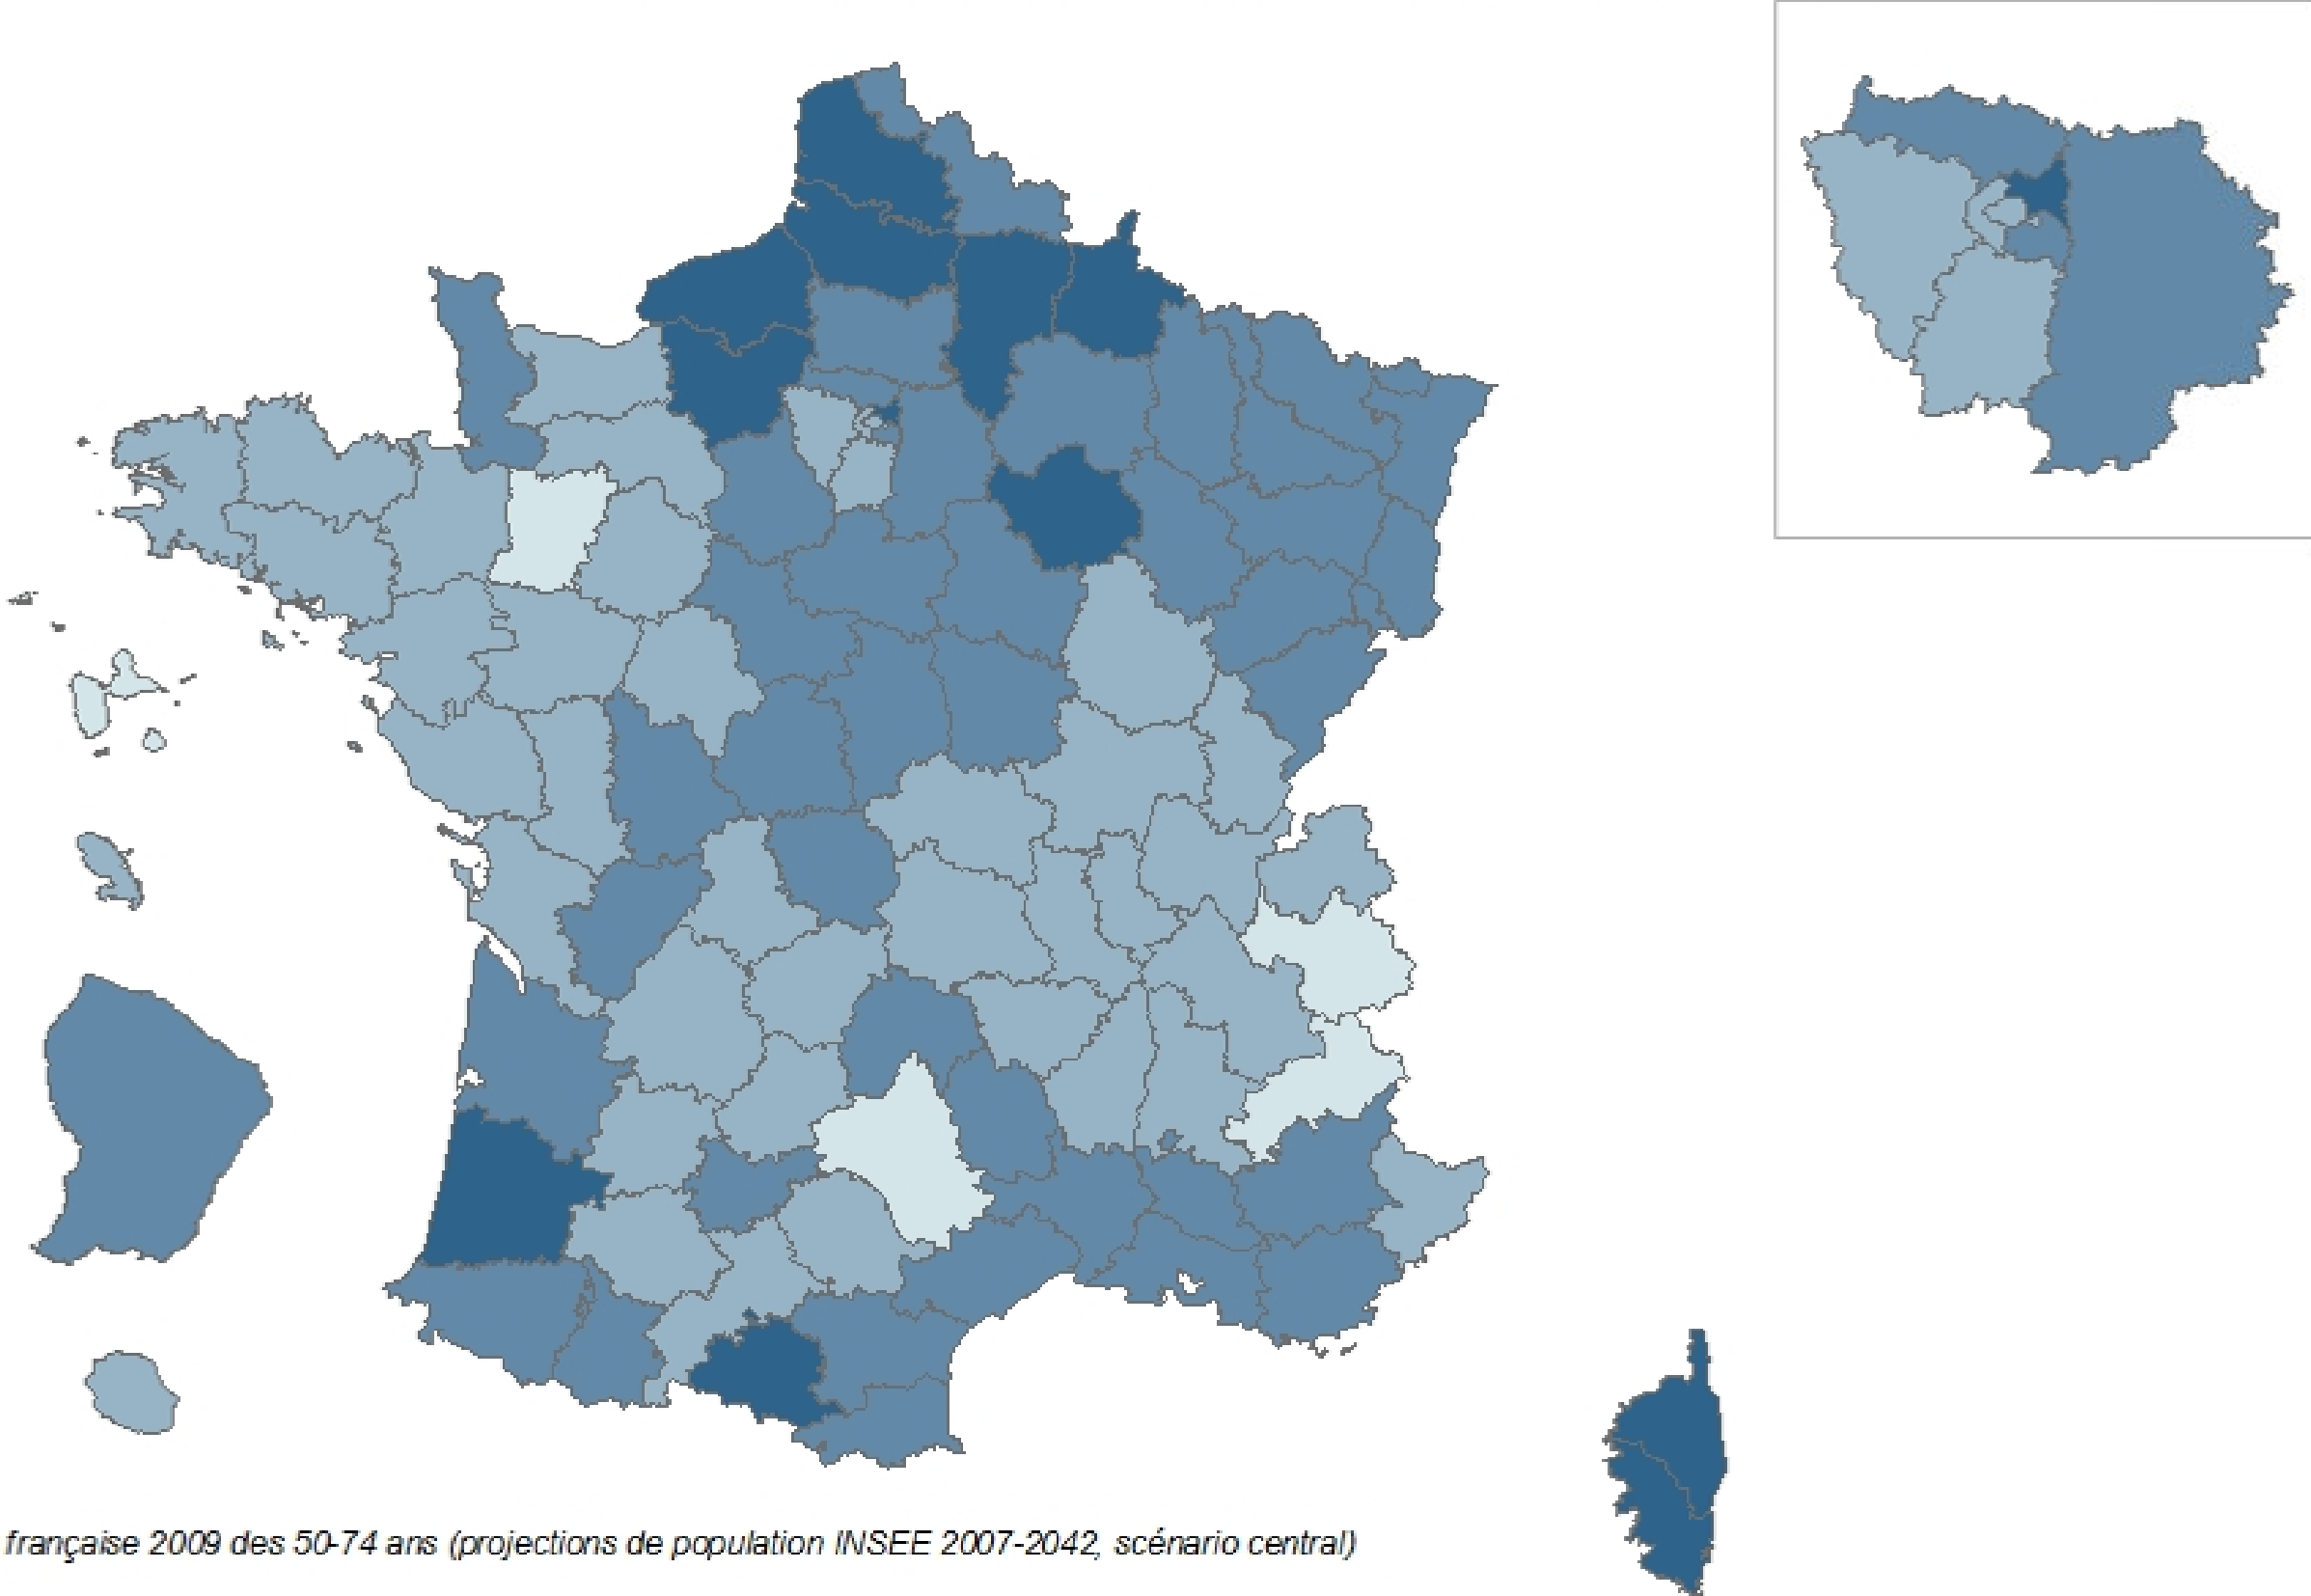 française 2009 des 50-74 ans (projections de population INSEE 2007-2042, scénario central)